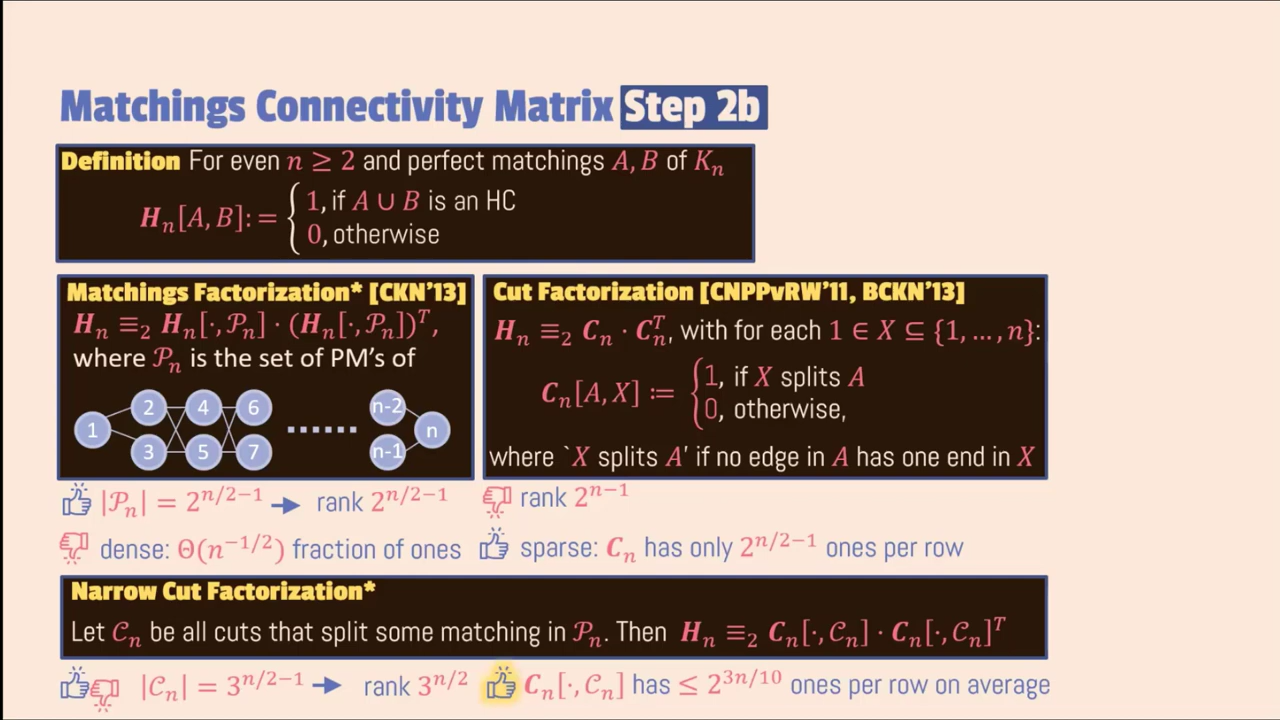 Matchings Connectivity Matrix Step 2b
Definition For even n ≥ 2 and perfect matchings A, B of Kₙ
Hₙ[A, B]: = { 1, if A ∪ B is an HC
0, otherwise
Matchings Factorization* [CKN'13]
Hₙ ≡₂ Hₙ[·, 𝒫ₙ] · (Hₙ[·, 𝒫ₙ])ᵀ,
where 𝒫ₙ is the set of PM's of
1 2 3 4 5 6 7 ...... n-2 n-1 n
Cut Factorization [CNPPvRW'11, BCKN'13]
Hₙ ≡₂ Cₙ · Cₙᵀ, with for each 1 ∈ X ⊆ {1, … , n}:
Cₙ[A, X] ≔ { 1, if X splits A
0, otherwise,
where `X splits A' if no edge in A has one end in X
|𝒫ₙ| = 2^{n/2−1} → rank 2^{n/2−1}
dense: Θ(n^{−1/2}) fraction of ones
rank 2^{n−1}
sparse: Cₙ has only 2^{n/2−1} ones per row
Narrow Cut Factorization*
Let 𝒞ₙ be all cuts that split some matching in 𝒫ₙ. Then Hₙ ≡₂ Cₙ[·, 𝒞ₙ] · Cₙ[·, 𝒞ₙ]ᵀ
|𝒞ₙ| = 3^{n/2−1} → rank 3^{n/2}
Cₙ[·, 𝒞ₙ] has ≤ 2^{3n/10} ones per row on average